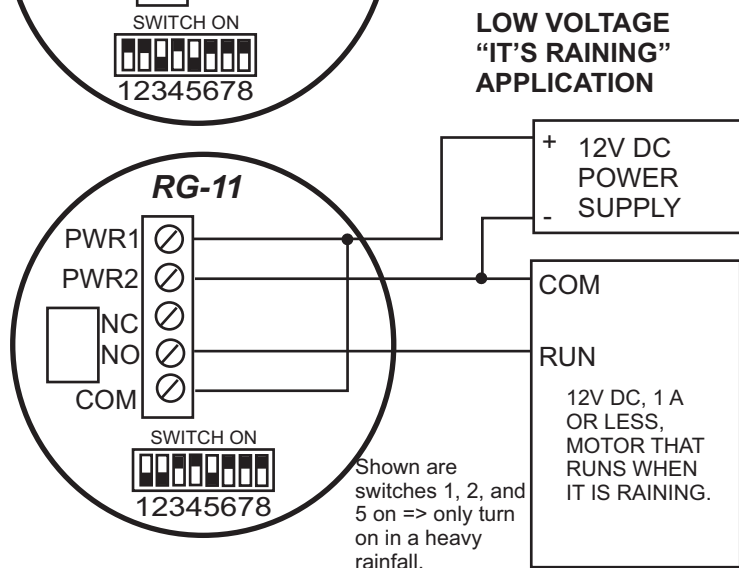 SWITCH ON
12345678
LOW VOLTAGE
“IT’S RAINING”
APPLICATION
RG-11
PWR1
PWR2
NC
NO
COM
SWITCH ON
12345678
+ 12V DC
POWER
- SUPPLY
COM
RUN
12V DC, 1 A
OR LESS,
MOTOR THAT
RUNS WHEN
IT IS RAINING.
Shown are
switches 1, 2, and
5 on => only turn
on in a heavy
rainfall.